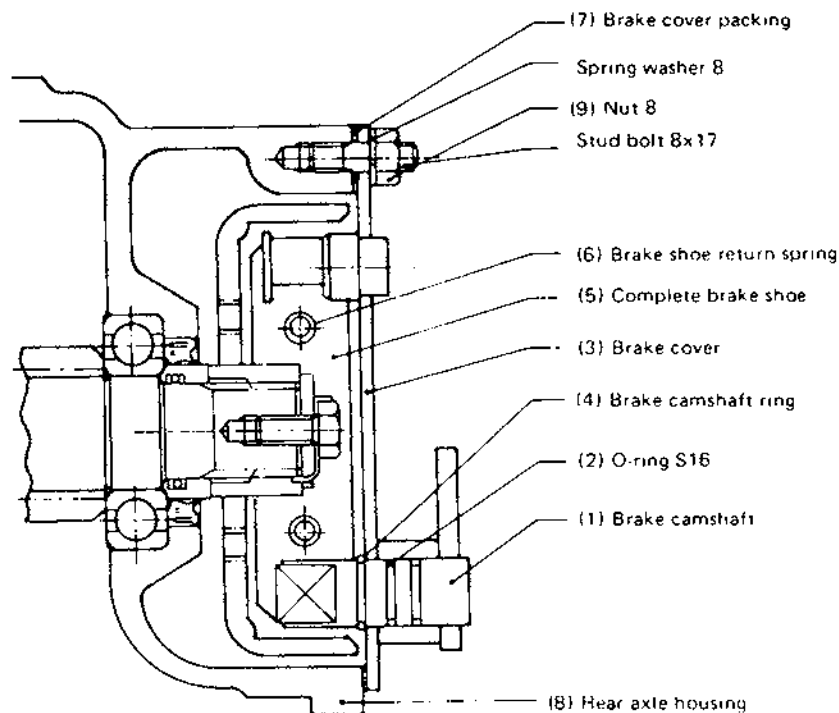 (7) Brake cover packing
Spring washer 8
(9) Nut 8
Stud bolt 8x17
(6) Brake shoe return spring
(5) Complete brake shoe
(3) Brake cover
(4) Brake camshaft ring
(2) O-ring S16
(1) Brake camshaft
(8) Rear axle housing